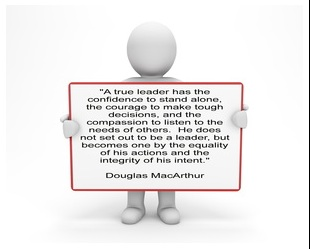 "A true leader has the
confidence to stand alone,
the courage to make tough
decisions, and the
compassion to listen to the
needs of others.  He does
not set out to be a leader, but
becomes one by the equality
of his actions and the
integrity of his intent."
Douglas MacArthur